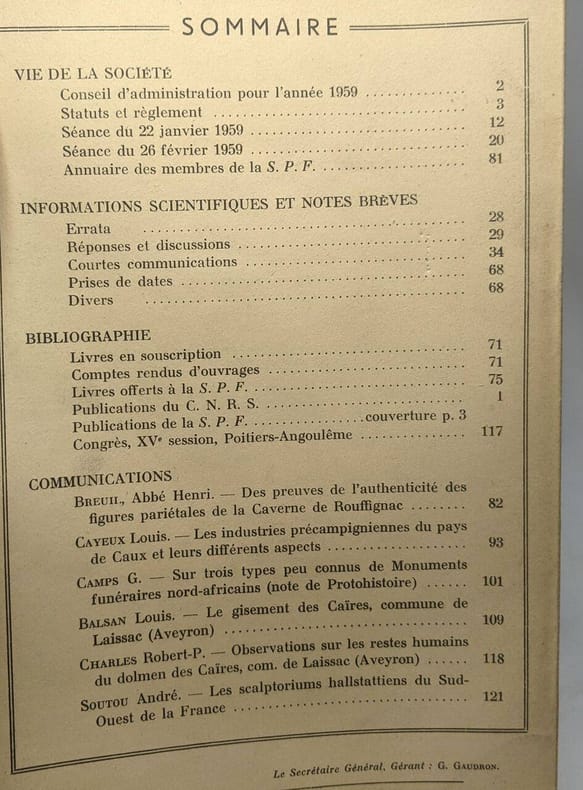 SOMMAIRE
VIE DE LA SOCIÉTÉ
Conseil d'administration pour l'année 1959 ............. 2
Statuts et règlement ............. 3
Séance du 22 janvier 1959 ............. 12
Séance du 26 février 1959 ............. 20
Annuaire des membres de la S. P. F. ............. 81
INFORMATIONS SCIENTIFIQUES ET NOTES BRÈVES
Errata ............. 28
Réponses et discussions ............. 29
Courtes communications ............. 34
Prises de dates ............. 68
Divers ............. 68
BIBLIOGRAPHIE
Livres en souscription ............. 71
Comptes rendus d'ouvrages ............. 71
Livres offerts à la S. P. F. ............. 75
Publications du C. N. R. S. ............. 1
Publications de la S. P. F. ............. couverture p. 3
Congrès, XVe session, Poitiers-Angoulême ............. 117
COMMUNICATIONS
BREUIL, Abbé Henri. — Des preuves de l'authenticité des
figures pariétales de la Caverne de Rouffignac ........ 82
CAYEUX Louis. — Les industries précampigniennes du pays
de Caux et leurs différents aspects ............. 93
CAMPS G. — Sur trois types peu connus de Monuments
funéraires nord-africains (note de Protohistoire) ...... 101
BALSAN Louis. — Le gisement des Caïres, commune de
Laissac (Aveyron) ............. 109
CHARLES Robert-P. — Observations sur les restes humains
du dolmen des Caïres, com. de Laissac (Aveyron) ...... 118
SOUTOU André. — Les scalptoriums hallstattiens du Sud-
Ouest de la France ............. 121
Le Secrétaire Général, Gérant : G. GAUDRON.